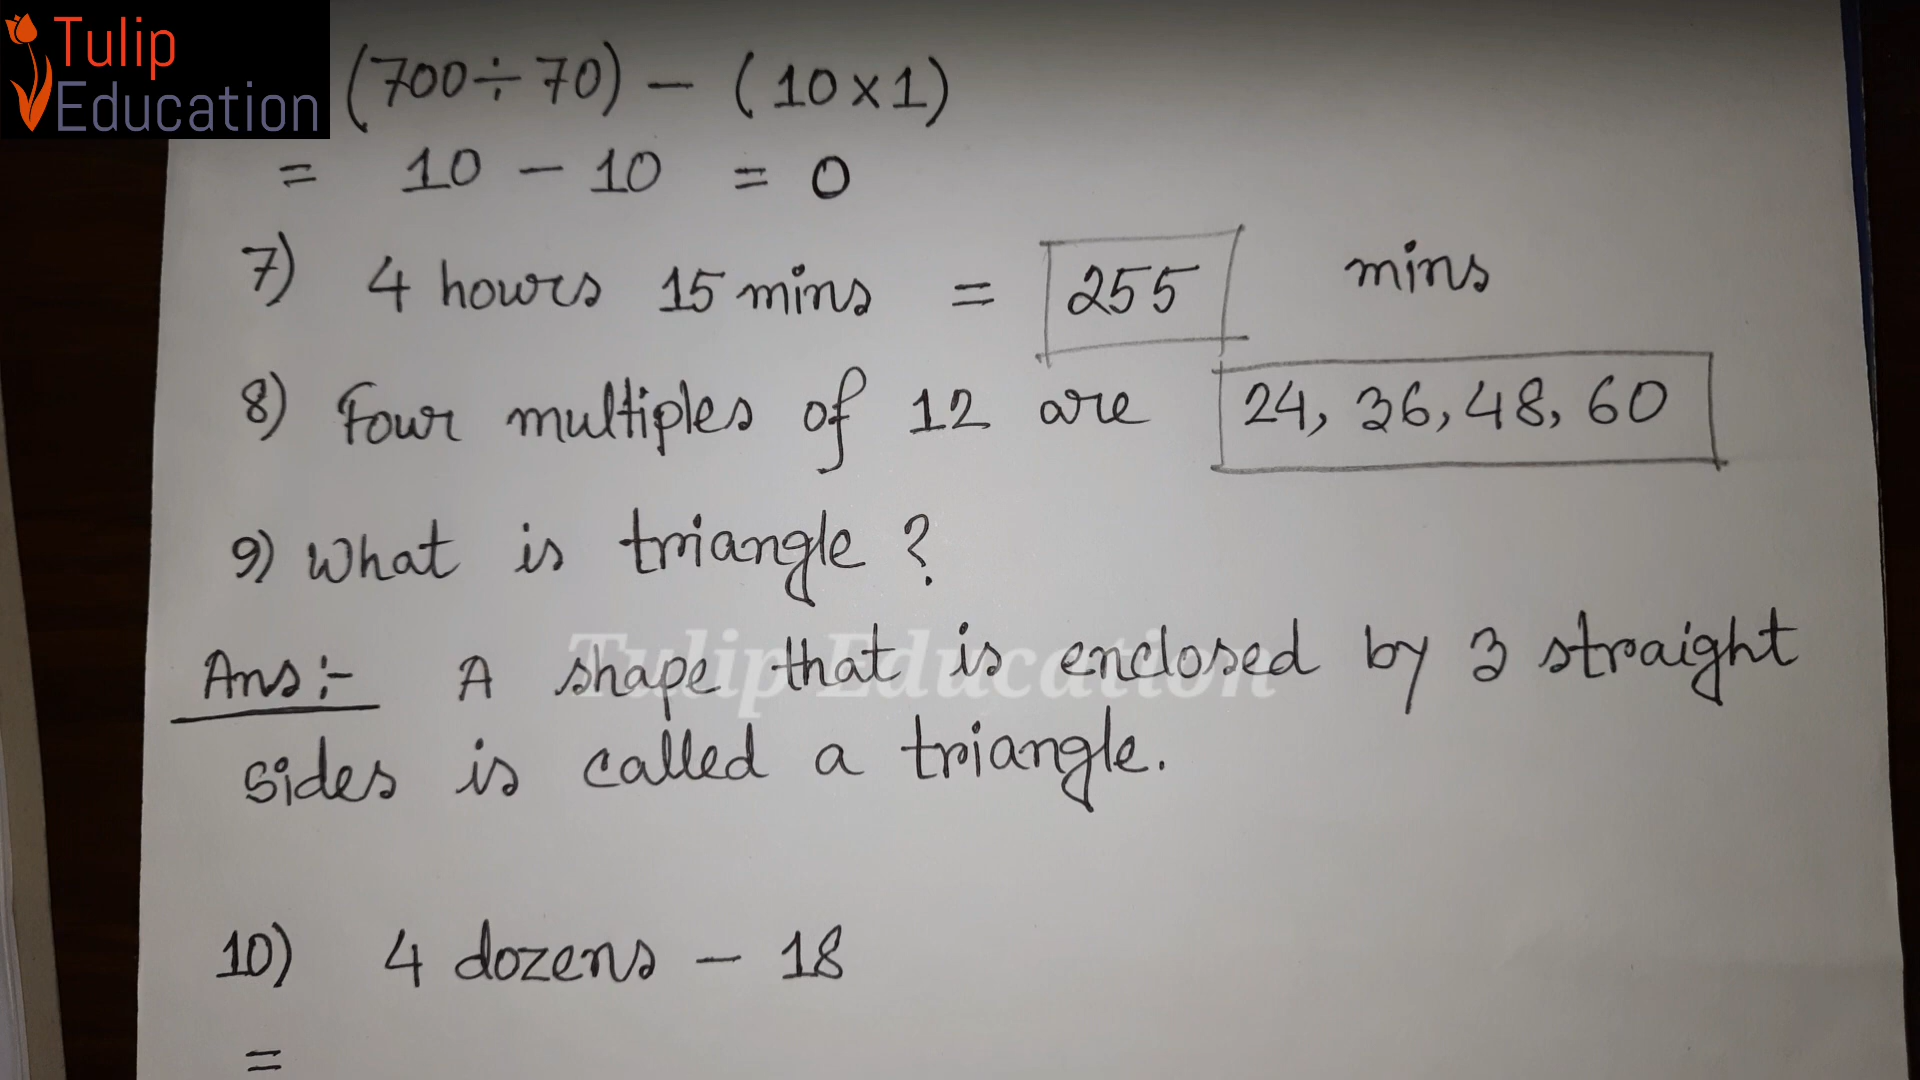 Tulip
Education
(700÷70) – (10×1)
= 10 – 10 = 0
7) 4 hours 15 mins = 255 mins
8) Four multiples of 12 are 24, 36, 48, 60
9) What is triangle ?
Ans:- A shape that is enclosed by 3 straight
sides is called a triangle.
Tulip Education
10) 4 dozens – 18
=